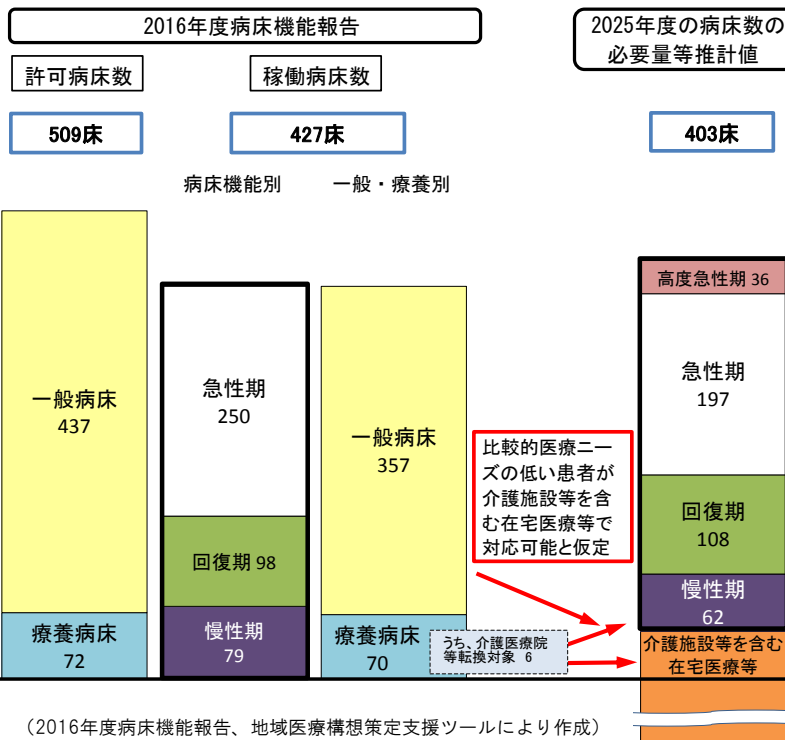 2016年度病床機能報告
2025年度の病床数の
必要量等推計値
許可病床数
稼働病床数
509床
427床
403床
病床機能別
一般・療養別
一般病床
437
療養病床
72
急性期
250
回復期 98
慢性期
79
一般病床
357
療養病床
70
比較的医療ニー
ズの低い患者が
介護施設等を含
む在宅医療等で
対応可能と仮定
うち、介護医療院
等転換対象 6
高度急性期 36
急性期
197
回復期
108
慢性期
62
介護施設等を含む
在宅医療等
（2016年度病床機能報告、地域医療構想策定支援ツールにより作成）